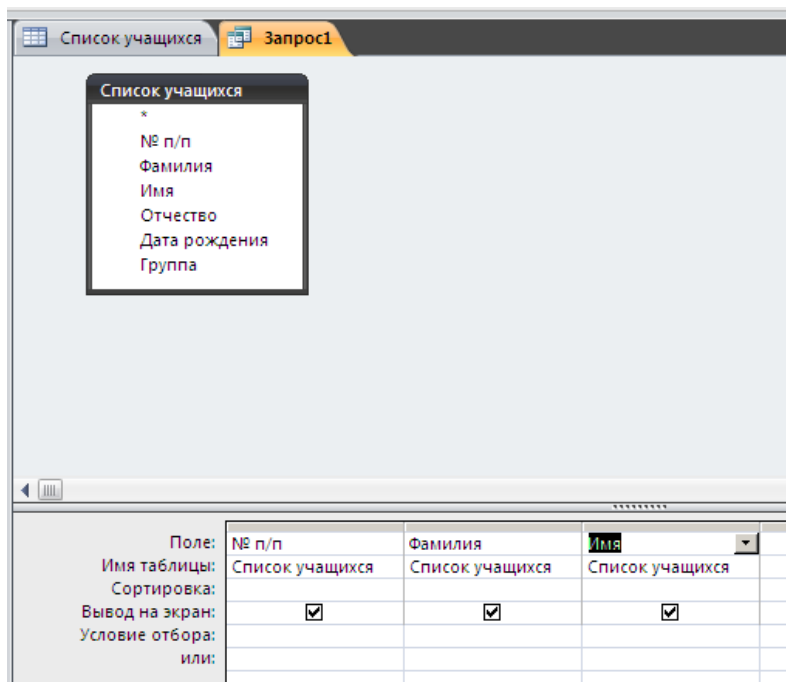 Список учащихся Запрос1
Список учащихся
*
№ п/п
Фамилия
Имя
Отчество
Дата рождения
Группа
Поле: № п/п Фамилия Имя
Имя таблицы: Список учащихся Список учащихся Список учащихся
Сортировка:
Вывод на экран:
Условие отбора:
или: